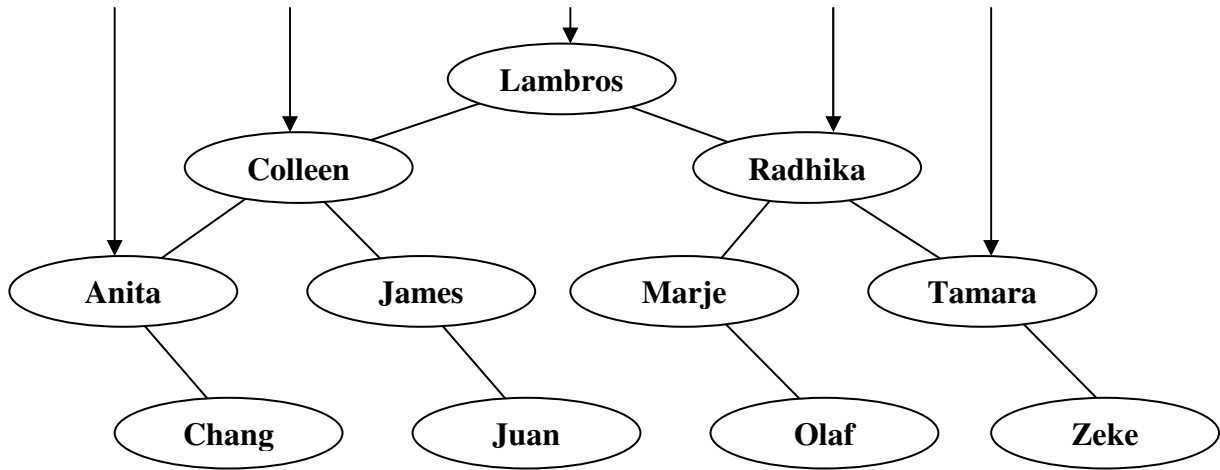 Lambros
Colleen
Radhika
Anita
James
Marje
Tamara
Chang
Juan
Olaf
Zeke